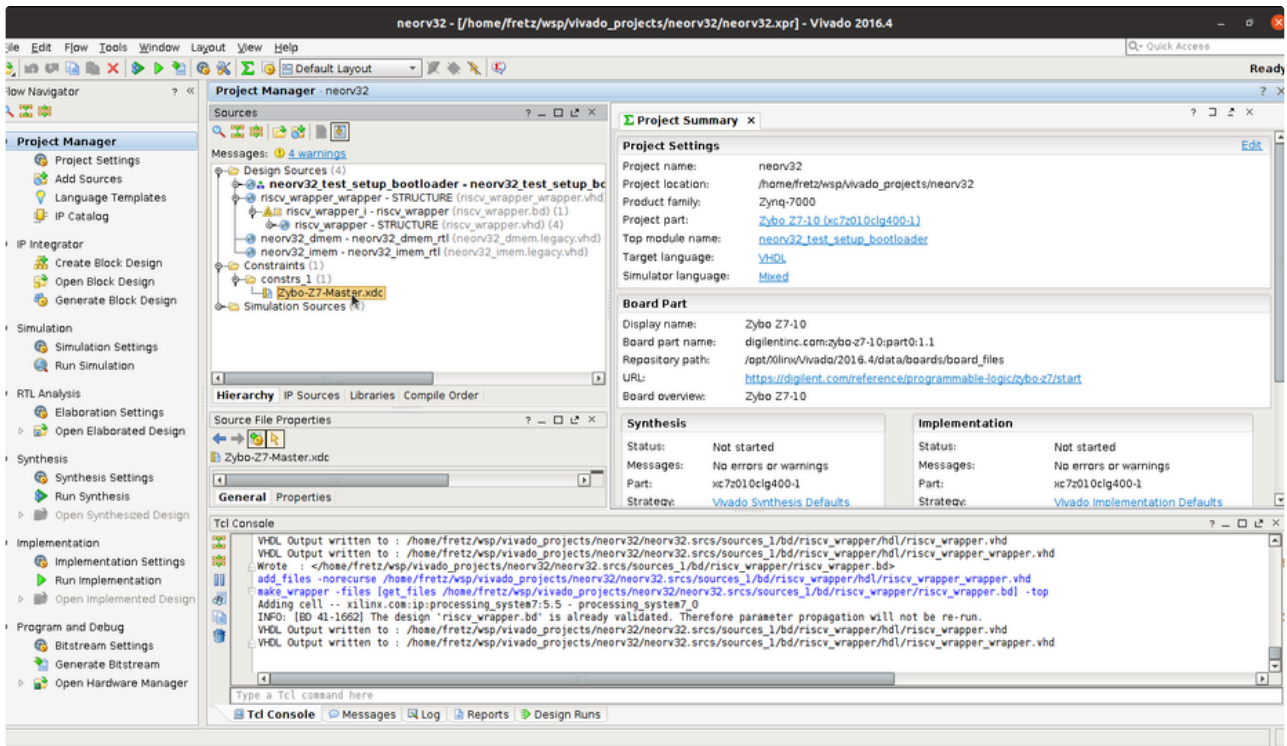 neorv32 - [/home/fretz/wsp/vivado_projects/neorv32/neorv32.xpr] - Vivado 2016.4
File Edit Flow Tools Window Layout View Help
Quick Access
Default Layout
Ready
Flow Navigator
Project Manager
Project Settings
Add Sources
Language Templates
IP Catalog
IP Integrator
Create Block Design
Open Block Design
Generate Block Design
Simulation
Simulation Settings
Run Simulation
RTL Analysis
Elaboration Settings
Open Elaborated Design
Synthesis
Synthesis Settings
Run Synthesis
Open Synthesized Design
Implementation
Implementation Settings
Run Implementation
Open Implemented Design
Program and Debug
Bitstream Settings
Generate Bitstream
Open Hardware Manager
Project Manager - neorv32
Sources
Messages: 4 warnings
Design Sources (4)
neorv32_test_setup_bootloader - neorv32_test_setup_bo
riscv_wrapper_wrapper - STRUCTURE (riscv_wrapper_wrapper.vhd
riscv_wrapper_i - riscv_wrapper (riscv_wrapper.bd) (1)
riscv_wrapper - STRUCTURE (riscv_wrapper.vhd) (4)
neorv32_dmem - neorv32_dmem_rtl (neorv32_dmem.legacy.vhd)
neorv32_imem - neorv32_imem_rtl (neorv32_imem.legacy.vhd)
Constraints (1)
constrs_1 (1)
Zybo-Z7-Master.xdc
Simulation Sources
Hierarchy IP Sources Libraries Compile Order
Source File Properties
Zybo-Z7-Master.xdc
General Properties
Project Summary
Project Settings Edit
Project name: neorv32
Project location: /home/fretz/wsp/vivado_projects/neorv32
Product family: Zynq-7000
Project part: Zybo Z7-10 (xc7z010clg400-1)
Top module name: neorv32_test_setup_bootloader
Target language: VHDL
Simulator language: Mixed
Board Part
Display name: Zybo Z7-10
Board part name: digilentinc.com:zybo-z7-10:part0:1.1
Repository path: /opt/Xilinx/Vivado/2016.4/data/boards/board_files
URL: https://digilent.com/reference/programmable-logic/zybo-z7/start
Board overview: Zybo Z7-10
Synthesis
Status: Not started
Messages: No errors or warnings
Part: xc7z010clg400-1
Strategy: Vivado Synthesis Defaults
Implementation
Status: Not started
Messages: No errors or warnings
Part: xc7z010clg400-1
Strategy: Vivado Implementation Defaults
Tcl Console
VHDL Output written to : /home/fretz/wsp/vivado_projects/neorv32/neorv32.srcs/sources_1/bd/riscv_wrapper/hdl/riscv_wrapper.vhd
VHDL Output written to : /home/fretz/wsp/vivado_projects/neorv32/neorv32.srcs/sources_1/bd/riscv_wrapper/hdl/riscv_wrapper_wrapper.vhd
Wrote : </home/fretz/wsp/vivado_projects/neorv32/neorv32.srcs/sources_1/bd/riscv_wrapper/riscv_wrapper.bd>
add_files -norecurse /home/fretz/wsp/vivado_projects/neorv32/neorv32.srcs/sources_1/bd/riscv_wrapper/hdl/riscv_wrapper_wrapper.vhd
make_wrapper -files [get_files /home/fretz/wsp/vivado_projects/neorv32/neorv32.srcs/sources_1/bd/riscv_wrapper/riscv_wrapper.bd] -top
Adding cell -- xilinx.com:ip:processing_system7:5.5 - processing_system7_0
INFO: [BD 41-1662] The design 'riscv_wrapper.bd' is already validated. Therefore parameter propagation will not be re-run.
VHDL Output written to : /home/fretz/wsp/vivado_projects/neorv32/neorv32.srcs/sources_1/bd/riscv_wrapper/hdl/riscv_wrapper.vhd
VHDL Output written to : /home/fretz/wsp/vivado_projects/neorv32/neorv32.srcs/sources_1/bd/riscv_wrapper/hdl/riscv_wrapper_wrapper.vhd
Type a Tcl command here
Tcl Console Messages Log Reports Design Runs